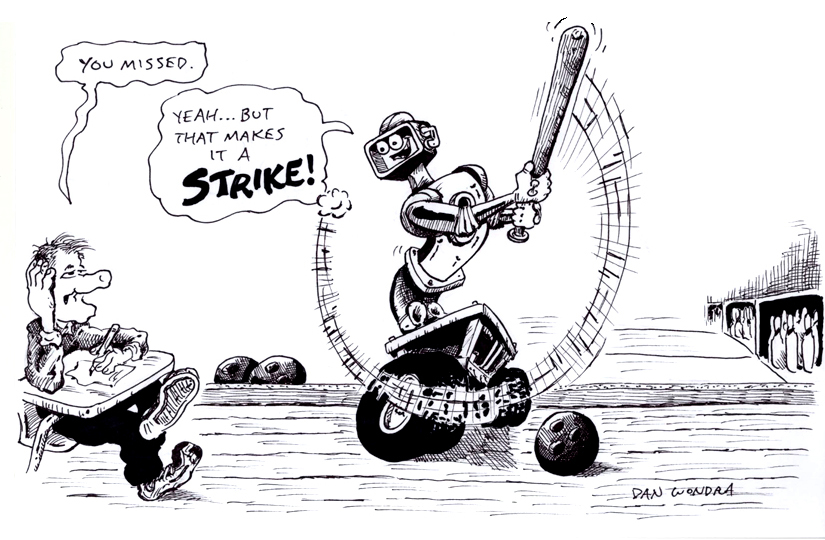 YOU MISSED.
YEAH...BUT
THAT MAKES
IT A
STRIKE!
DAN WONDRA